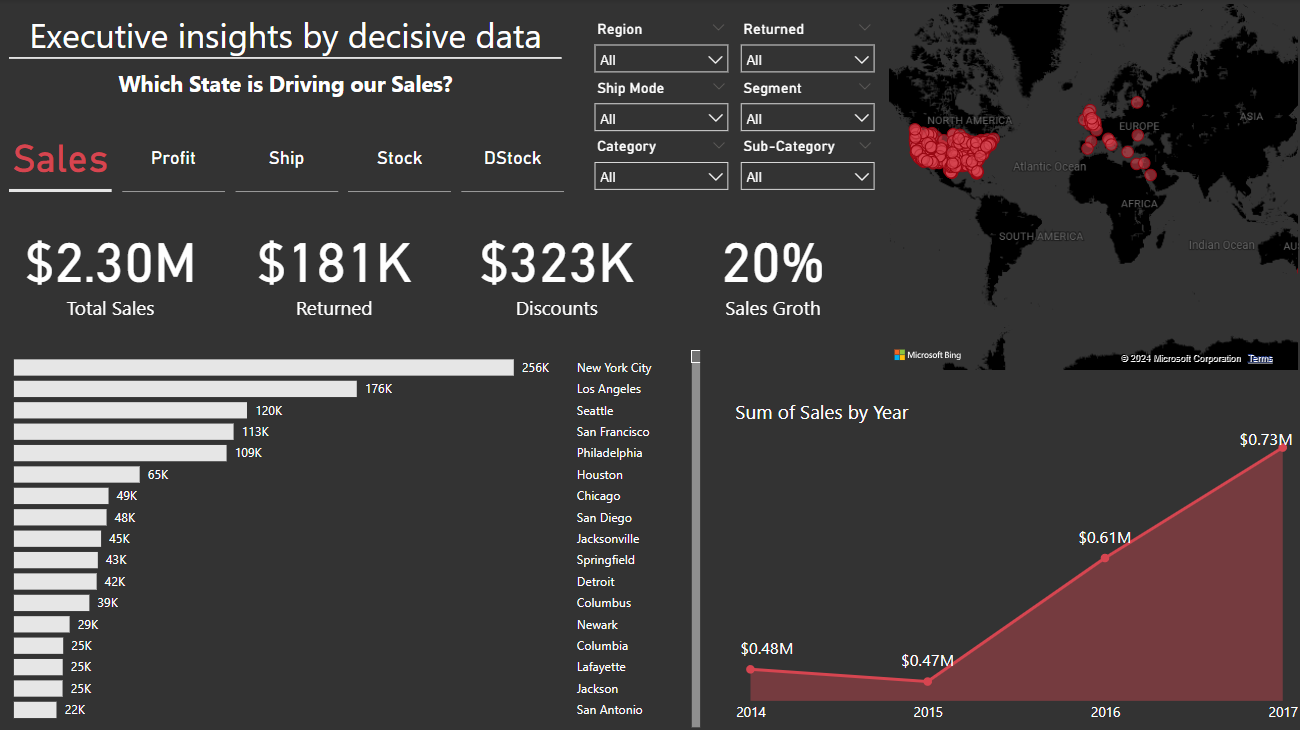 Executive insights by decisive data
Which State is Driving our Sales?
Sales
Profit
Ship
Stock
DStock
Region
All
Returned
All
Ship Mode
All
Segment
All
Category
All
Sub-Category
All
$2.30M
Total Sales
$181K
Returned
$323K
Discounts
20%
Sales Groth
NORTH AMERICA
EUROPE
ASIA
Atlantic Ocean
AFRICA
SOUTH AMERICA
Indian Ocean
AU
Microsoft Bing
© 2024 Microsoft Corporation Terms
256K New York City
176K Los Angeles
120K Seattle
113K San Francisco
109K Philadelphia
65K Houston
49K Chicago
48K San Diego
45K Jacksonville
43K Springfield
42K Detroit
39K Columbus
29K Newark
25K Columbia
25K Lafayette
25K Jackson
22K San Antonio
Sum of Sales by Year
$0.73M
$0.61M
$0.48M
$0.47M
2014 2015 2016 2017